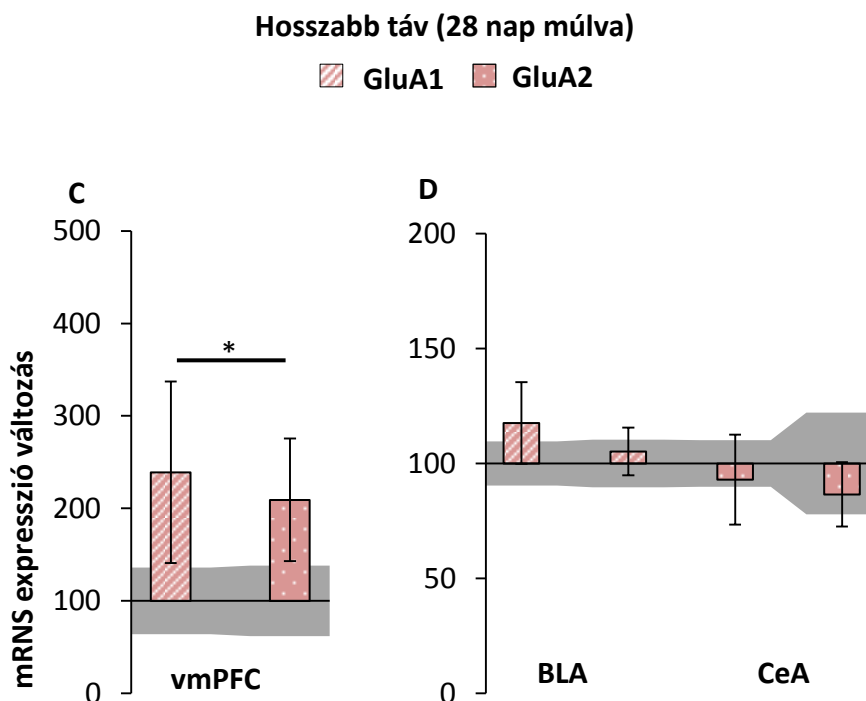 Hosszabb táv (28 nap múlva)
GluA1 GluA2
C
mRNS expresszió változás
500
400
300
200
100
0
*
vmPFC
D
200
150
100
50
0
BLA CeA